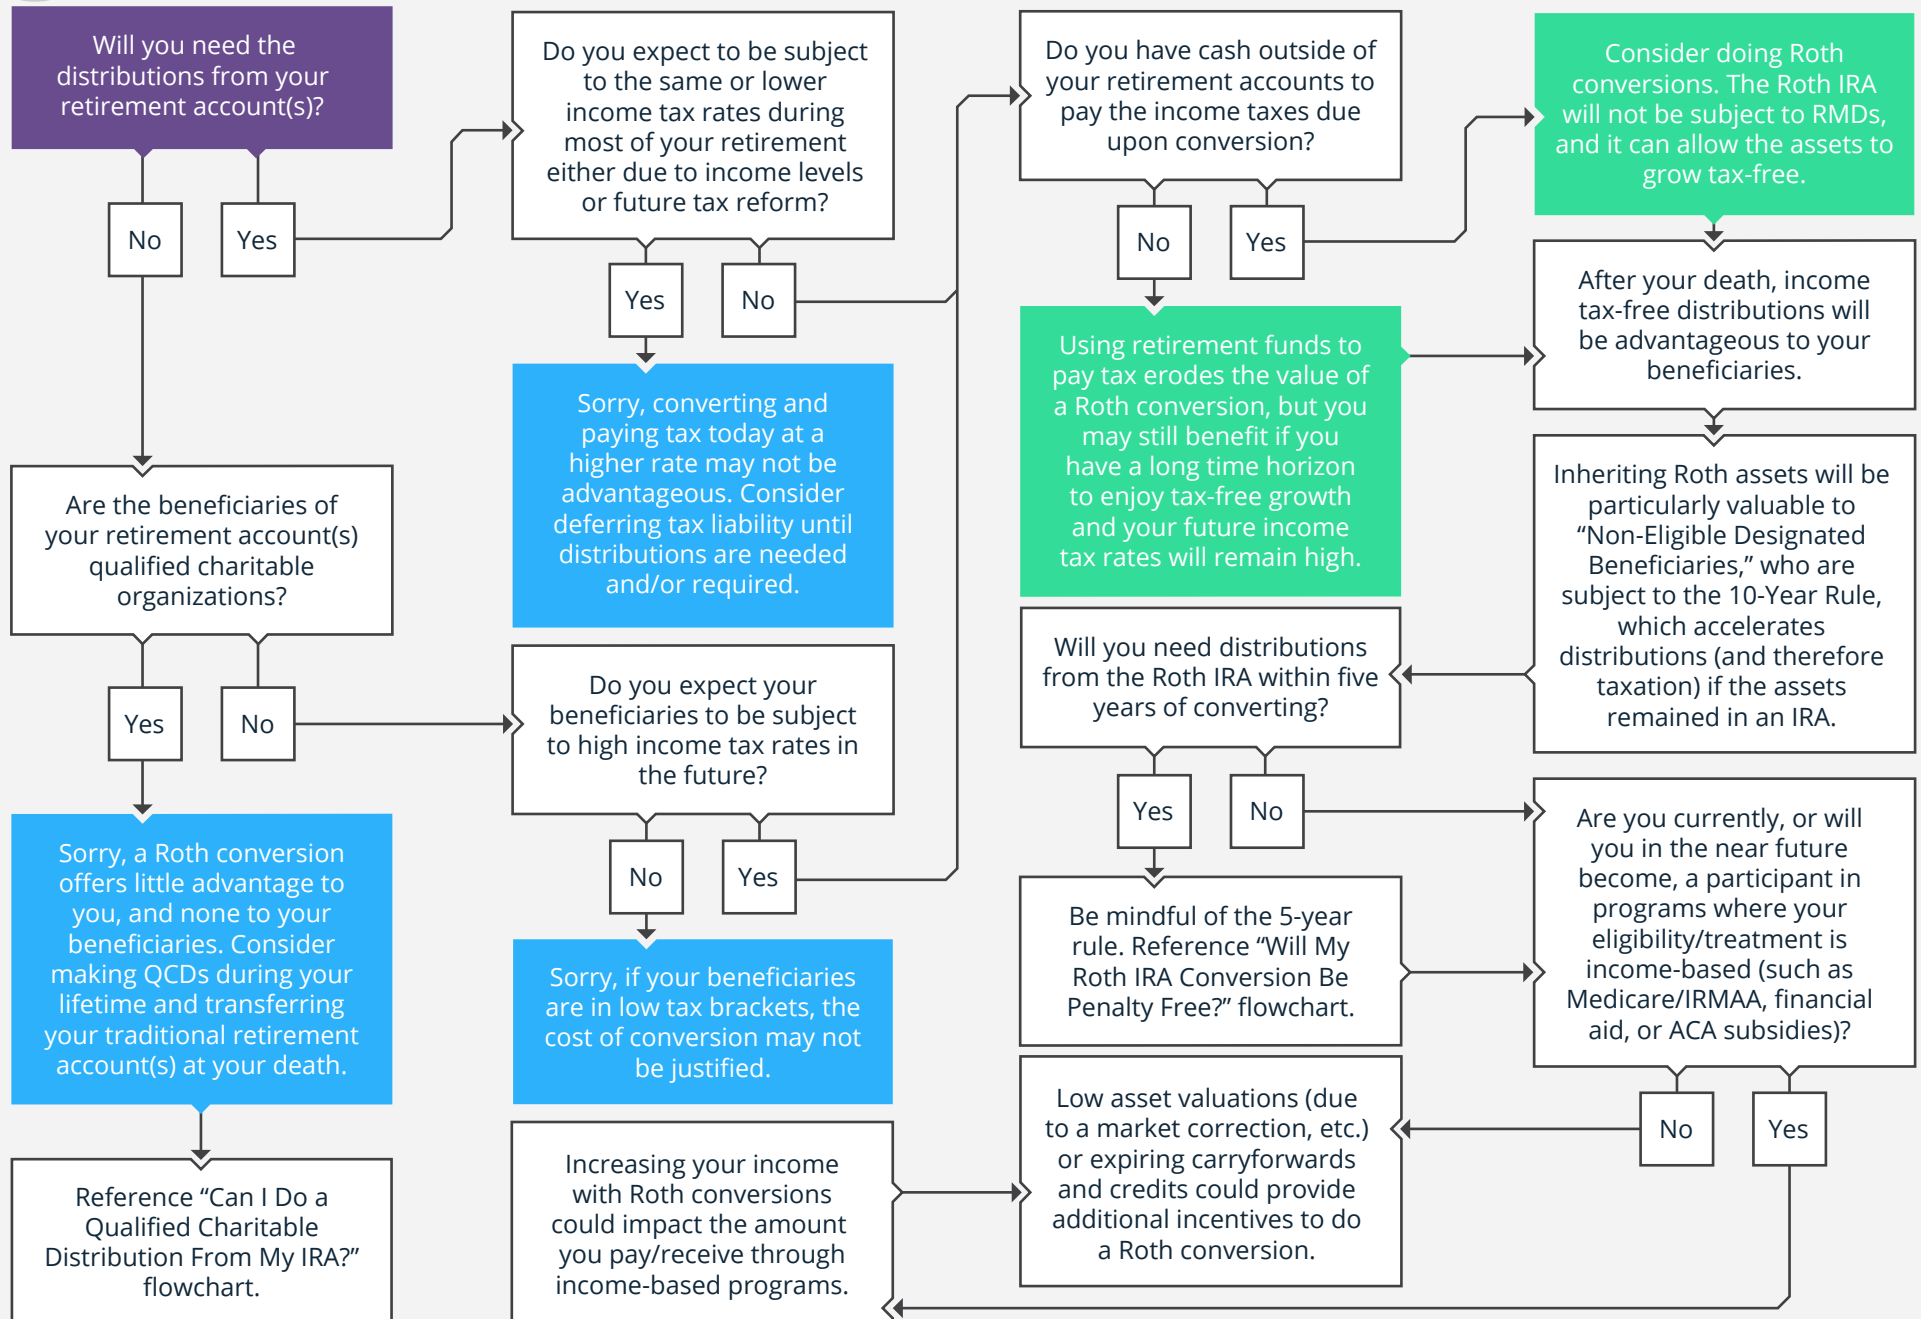 Will you need the
distributions from your
retirement account(s)?
No
Yes
Do you expect to be subject
to the same or lower
income tax rates during
most of your retirement
either due to income levels
or future tax reform?
Yes
No
Sorry, converting and
paying tax today at a
higher rate may not be
advantageous. Consider
deferring tax liability until
distributions are needed
and/or required.
Are the beneficiaries of
your retirement account(s)
qualified charitable
organizations?
Yes
No
Sorry, a Roth conversion
offers little advantage to
you, and none to your
beneficiaries. Consider
making QCDs during your
lifetime and transferring
your traditional retirement
account(s) at your death.
Reference “Can I Do a
Qualified Charitable
Distribution From My IRA?”
flowchart.
Do you expect your
beneficiaries to be subject
to high income tax rates in
the future?
No
Yes
Sorry, if your beneficiaries
are in low tax brackets, the
cost of conversion may not
be justified.
Do you have cash outside of
your retirement accounts to
pay the income taxes due
upon conversion?
No
Yes
Using retirement funds to
pay tax erodes the value of
a Roth conversion, but you
may still benefit if you
have a long time horizon
to enjoy tax-free growth
and your future income
tax rates will remain high.
Consider doing Roth
conversions. The Roth IRA
will not be subject to RMDs,
and it can allow the assets to
grow tax-free.
After your death, income
tax-free distributions will
be advantageous to your
beneficiaries.
Inheriting Roth assets will be
particularly valuable to
“Non-Eligible Designated
Beneficiaries,” who are
subject to the 10-Year Rule,
which accelerates
distributions (and therefore
taxation) if the assets
remained in an IRA.
Will you need distributions
from the Roth IRA within five
years of converting?
Yes
No
Be mindful of the 5-year
rule. Reference “Will My
Roth IRA Conversion Be
Penalty Free?” flowchart.
Are you currently, or will
you in the near future
become, a participant in
programs where your
eligibility/treatment is
income-based (such as
Medicare/IRMAA, financial
aid, or ACA subsidies)?
No
Yes
Increasing your income
with Roth conversions
could impact the amount
you pay/receive through
income-based programs.
Low asset valuations (due
to a market correction, etc.)
or expiring carryforwards
and credits could provide
additional incentives to do
a Roth conversion.